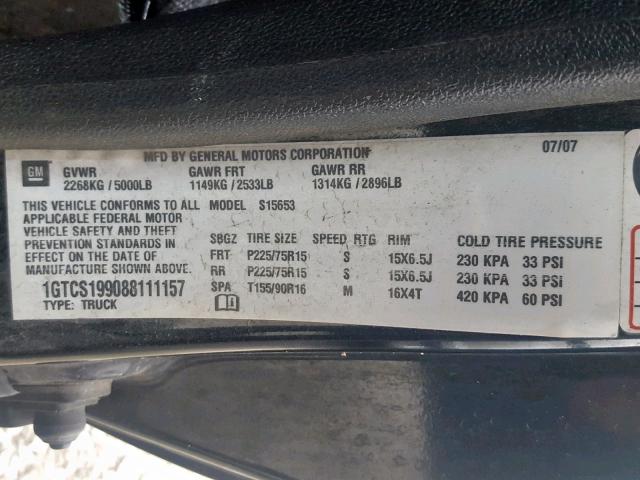 MFD BY GENERAL MOTORS CORPORATION 07/07
GM
GVWR GAWR FRT GAWR RR
2268KG / 5000LB 1149KG / 2533LB 1314KG / 2896LB
THIS VEHICLE CONFORMS TO ALL MODEL S15653
APPLICABLE FEDERAL MOTOR
VEHICLE SAFETY AND THEFT
PREVENTION STANDARDS IN
EFFECT ON THE DATE OF
MANUFACTURE SHOWN ABOVE.
1GTCS199088111157
TYPE: TRUCK
SBGZ TIRE SIZE SPEED RTG RIM COLD TIRE PRESSURE
FRT P225/75R15 S 15X6.5J 230 KPA 33 PSI
RR P225/75R15 S 15X6.5J 230 KPA 33 PSI
SPA T155/90R16 M 16X4T 420 KPA 60 PSI